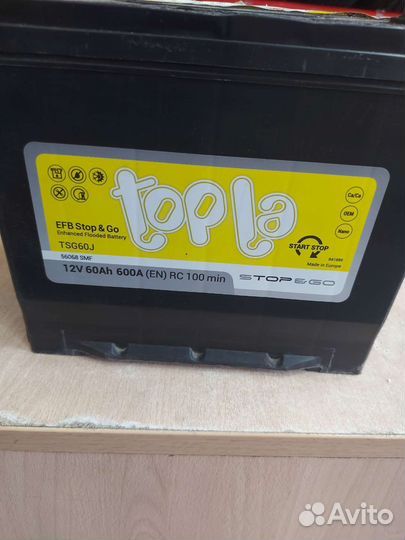 topla
Ca/Ca
OEM
Nano
EFB Stop & Go
Enhanced Flooded Battery
TSG60J
START STOP
56068 SMF
Made in Europe
12V 60Ah 600A (EN) RC 100 min
STOP&GO
Avito